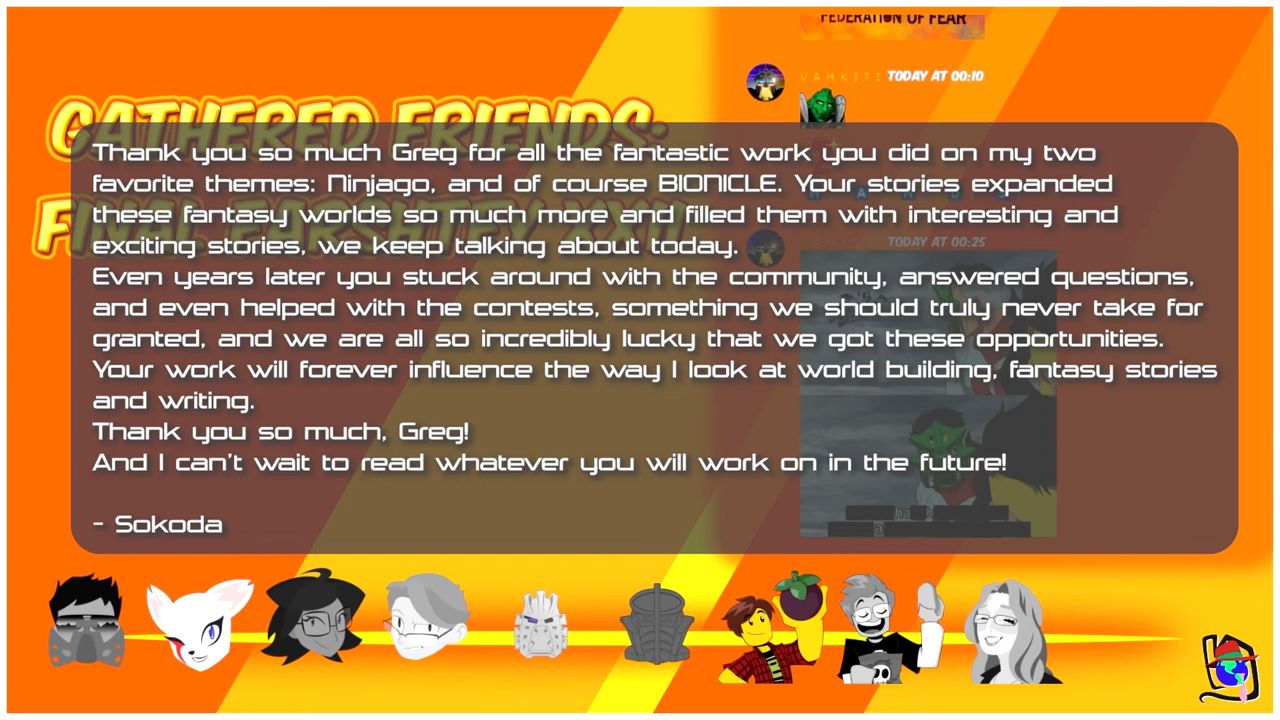 FEDERATION OF FEAR
VAHKITI TODAY AT 00:10
GATHERED FRIENDS:
Thank you so much Greg for all the fantastic work you did on my two
favorite themes: Ninjago, and of course BIONICLE. Your stories expanded
these fantasy worlds so much more and filled them with interesting and
FINAL FARSHTEY XXII
exciting stories, we keep talking about today.
TODAY AT 00:25
Even years later you stuck around with the community, answered questions,
and even helped with the contests, something we should truly never take for
granted, and we are all so incredibly lucky that we got these opportunities.
Your work will forever influence the way I look at world building, fantasy stories
and writing.
Thank you so much, Greg!
And I can't wait to read whatever you will work on in the future!
- Sokoda